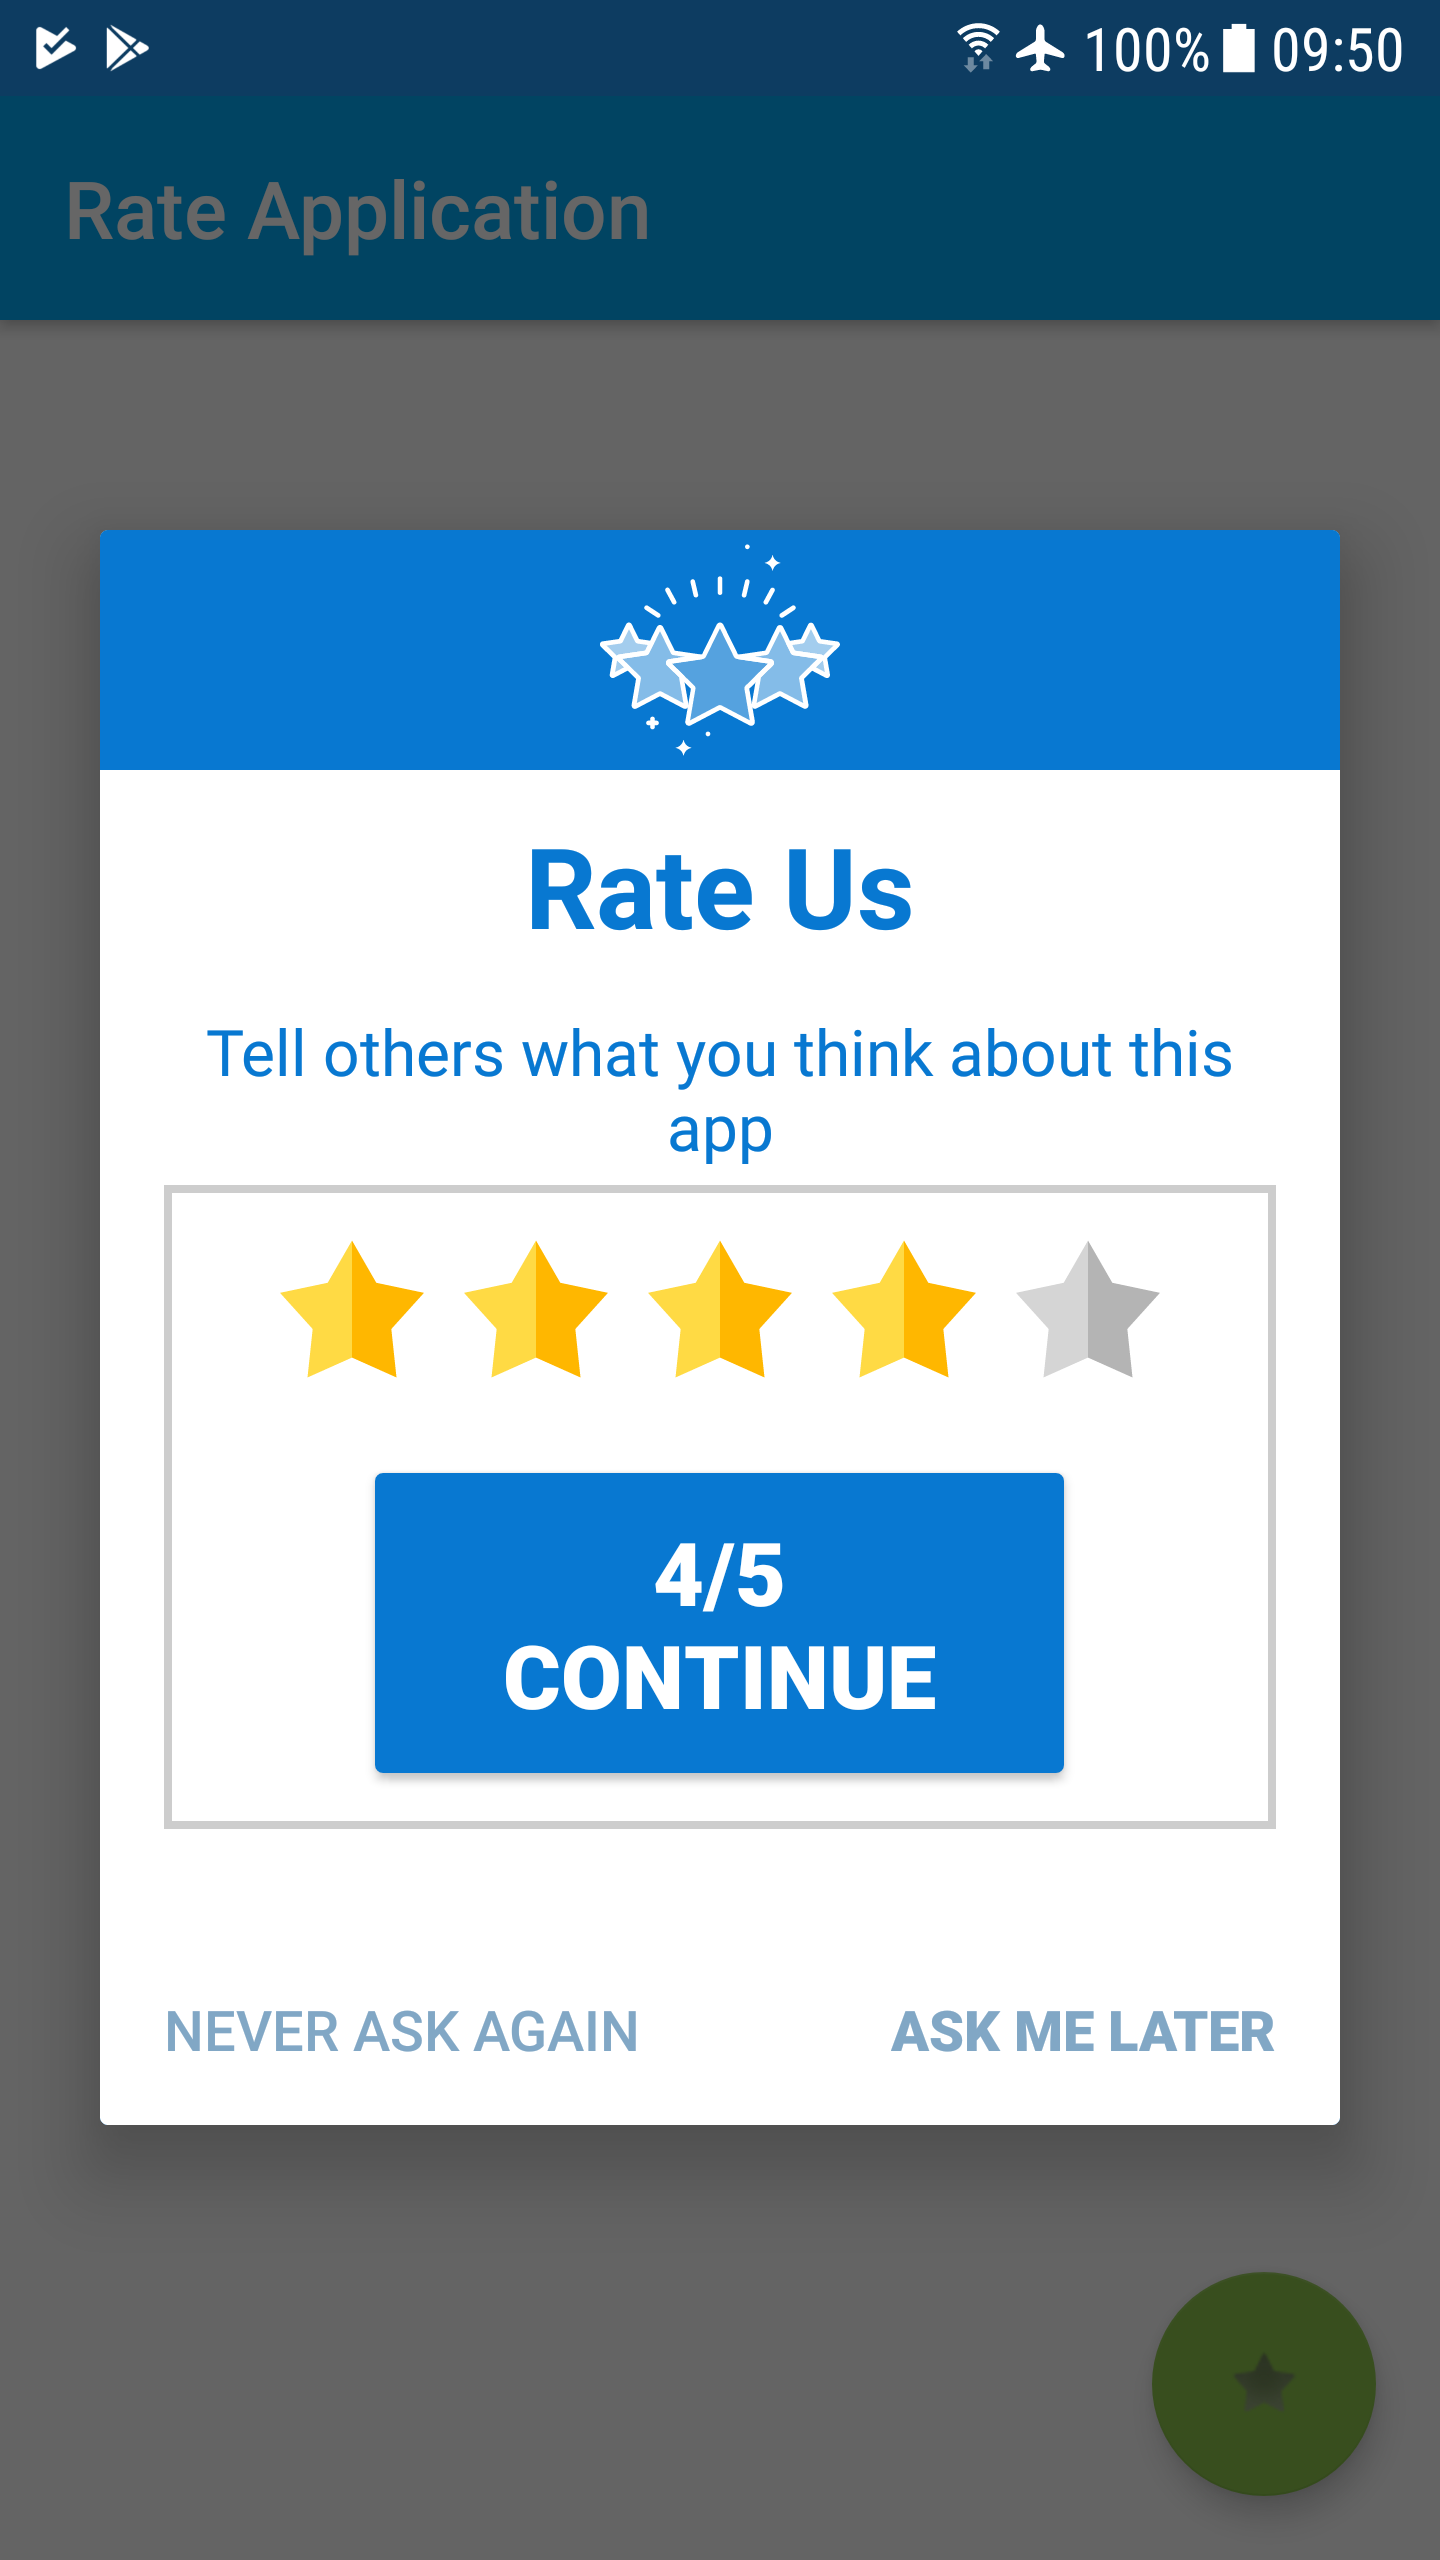 100% 09:50
Rate Application
Rate Us
Tell others what you think about this
app
4/5
CONTINUE
NEVER ASK AGAIN ASK ME LATER